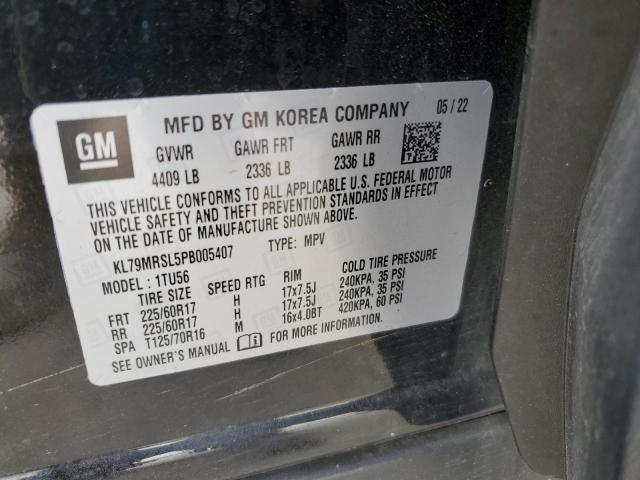 GM
MFD BY GM KOREA COMPANY 05/22
GVWR GAWR FRT GAWR RR
4409 LB 2336 LB 2336 LB
THIS VEHICLE CONFORMS TO ALL APPLICABLE U.S. FEDERAL MOTOR
VEHICLE SAFETY AND THEFT PREVENTION STANDARDS IN EFFECT
ON THE DATE OF MANUFACTURE SHOWN ABOVE.
KL79MRSL5PB005407 TYPE: MPV
MODEL: 1TU56
TIRE SIZE SPEED RTG RIM COLD TIRE PRESSURE
FRT 225/60R17 H 17x7.5J 240KPA, 35 PSI
RR 225/60R17 H 17x7.5J 240KPA, 35 PSI
SPA T125/70R16 M 16x4.0BT 420KPA, 60 PSI
SEE OWNER'S MANUAL FOR MORE INFORMATION.